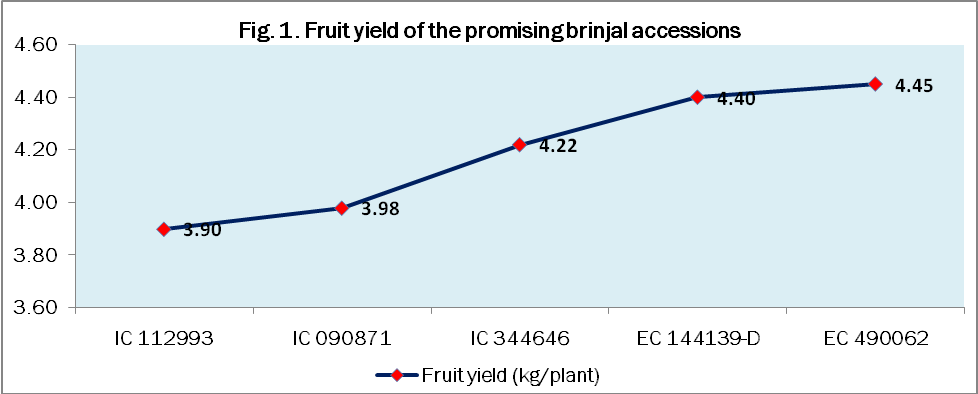 Fig. 1. Fruit yield of the promising brinjal accessions
4.60
4.40
4.20
4.00
3.80
3.60
3.90
3.98
4.22
4.40
4.45
IC 112993
IC 090871
IC 344646
EC 144139-D
EC 490062
Fruit yield (kg/plant)